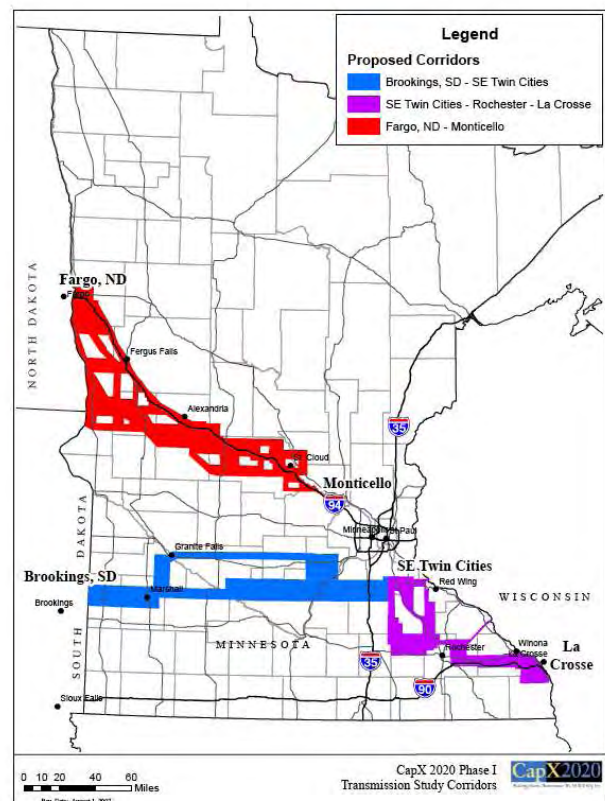 Legend
Proposed Corridors
Brookings, SD - SE Twin Cities
SE Twin Cities - Rochester - La Crosse
Fargo, ND - Monticello
Fargo, ND
Fargo
NORTH DAKOTA
Fergus Falls
Alexandria
35
St. Cloud
Monticello
94
Minneapolis
St Paul
SOUTH DAKOTA
Granite Falls
Brookings, SD
SE Twin Cities
Marshall
Red Wing
Brookings
WISCONSIN
MINNESOTA
Winona
La Crosse
La
Crosse
Rochester
35
90
Sioux Falls
0 10 20 40 60
Miles
CapX 2020 Phase I
Transmission Study Corridors
CapX2020